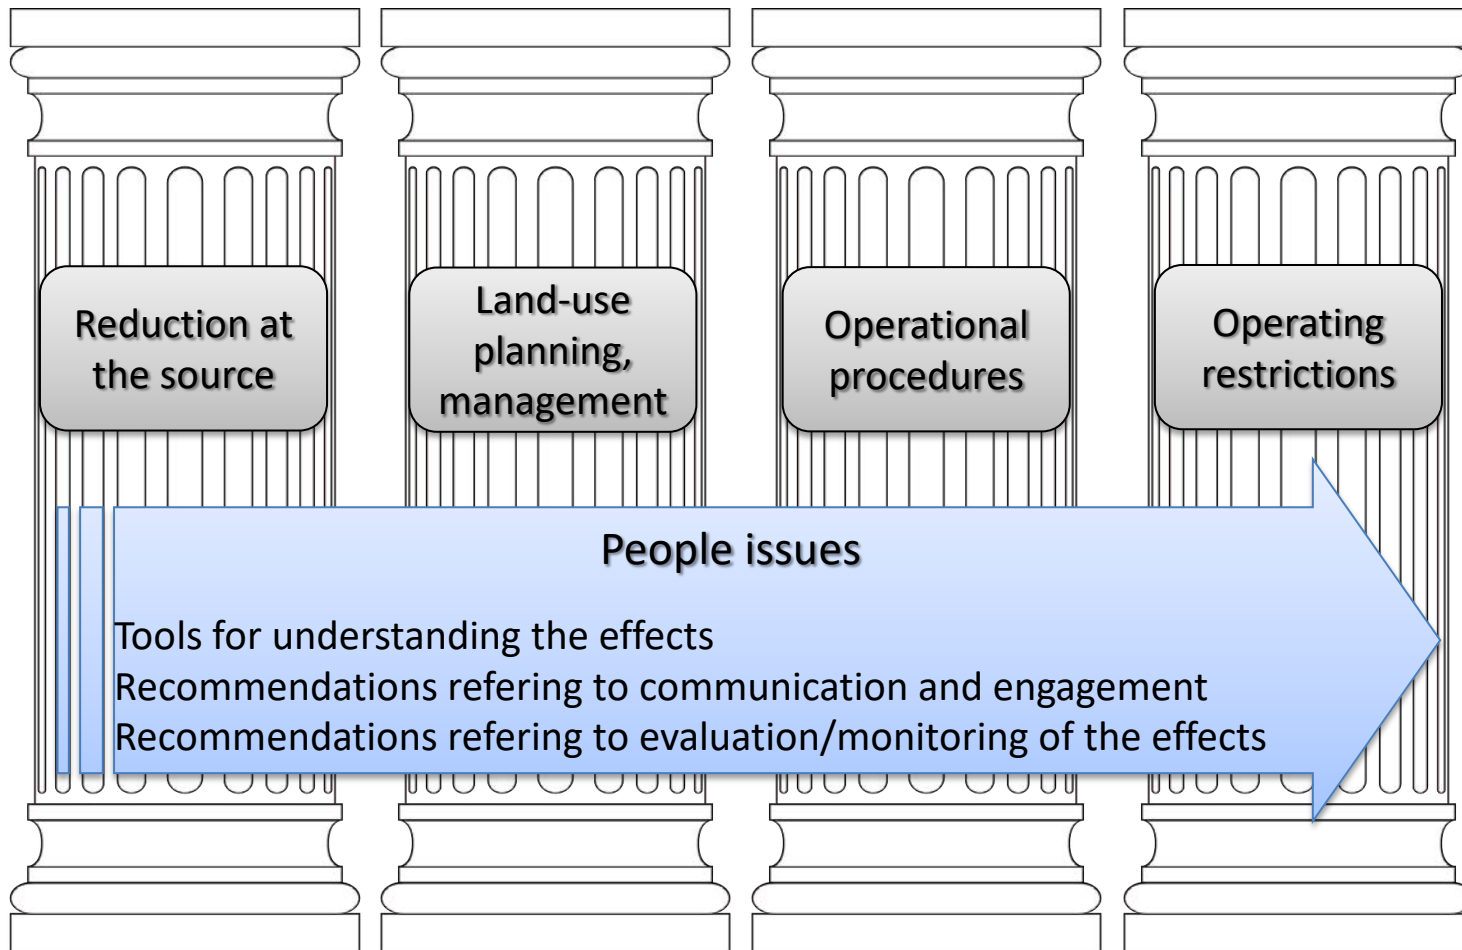 Reduction at
the source
Land-use
planning,
management
Operational
procedures
Operating
restrictions
People issues
Tools for understanding the effects
Recommendations refering to communication and engagement
Recommendations refering to evaluation/monitoring of the effects